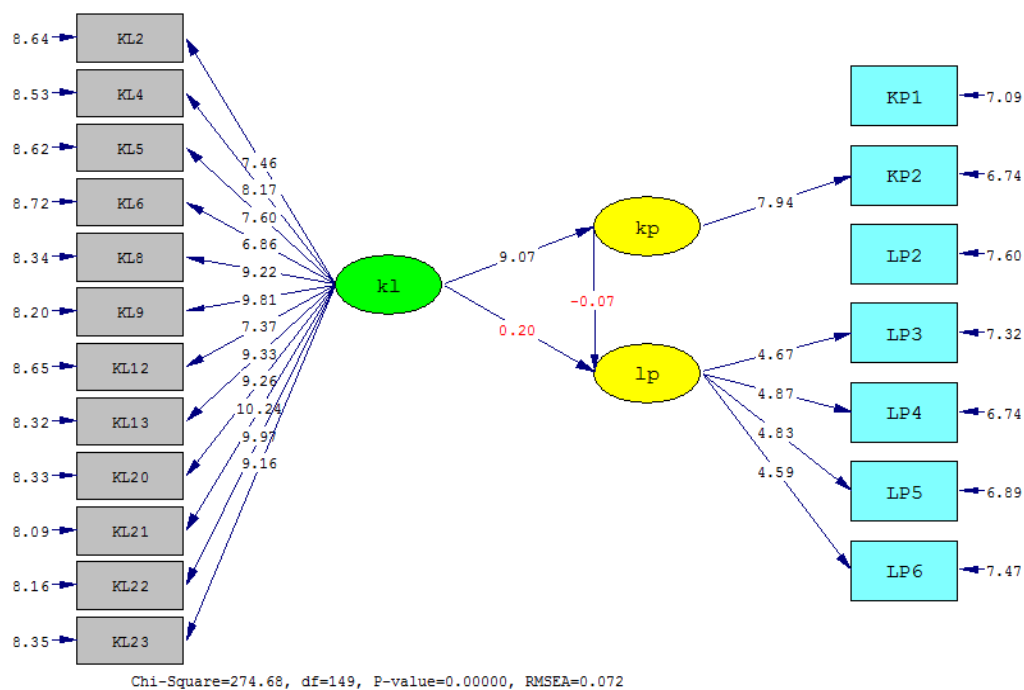 8.64 KL2
8.53 KL4
8.62 KL5
8.72 KL6
8.34 KL8
8.20 KL9
8.65 KL12
8.32 KL13
8.33 KL20
8.09 KL21
8.16 KL22
8.35 KL23
7.46
8.17
7.60
6.86
9.22
9.81
7.37
9.33
9.26
10.24
9.97
9.16
kl
9.07
0.20
kp
-0.07
lp
7.94
4.67
4.87
4.83
4.59
KP1 7.09
KP2 6.74
LP2 7.60
LP3 7.32
LP4 6.74
LP5 6.89
LP6 7.47
Chi-Square=274.68, df=149, P-value=0.00000, RMSEA=0.072